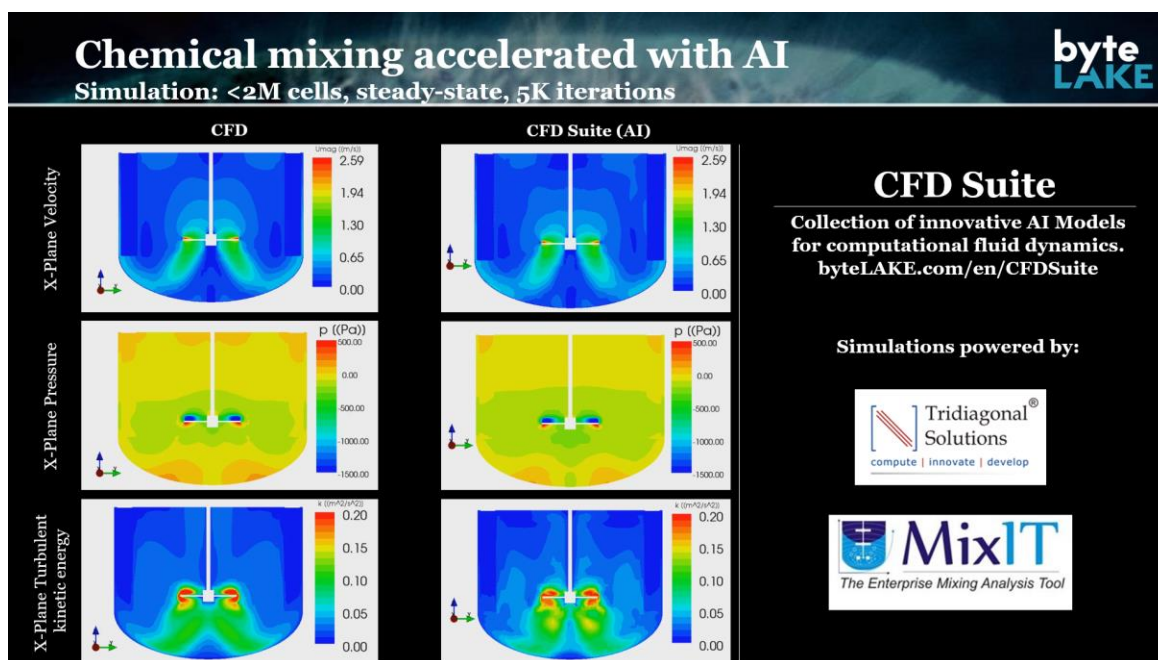 Chemical mixing accelerated with AI
Simulation: <2M cells, steady-state, 5K iterations
byte
LAKE
CFD
CFD Suite (AI)
X-Plane Velocity
Umag ((m/s))
2.59
1.94
1.30
0.65
0.00
Umag ((m/s))
2.59
1.94
1.30
0.65
0.00
X-Plane Pressure
p ((Pa))
500.00
0.00
-500.00
-1000.00
-1500.00
p ((Pa))
500.00
0.00
-500.00
-1000.00
-1500.00
X-Plane Turbulent
kinetic energy
k ((m^2/s^2))
0.20
0.15
0.10
0.05
0.00
k ((m^2/s^2))
0.20
0.15
0.10
0.05
0.00
CFD Suite
Collection of innovative AI Models
for computational fluid dynamics.
byteLAKE.com/en/CFDSuite
Simulations powered by:
Tridiagonal®
Solutions
compute | innovate | develop
MixIT
The Enterprise Mixing Analysis Tool